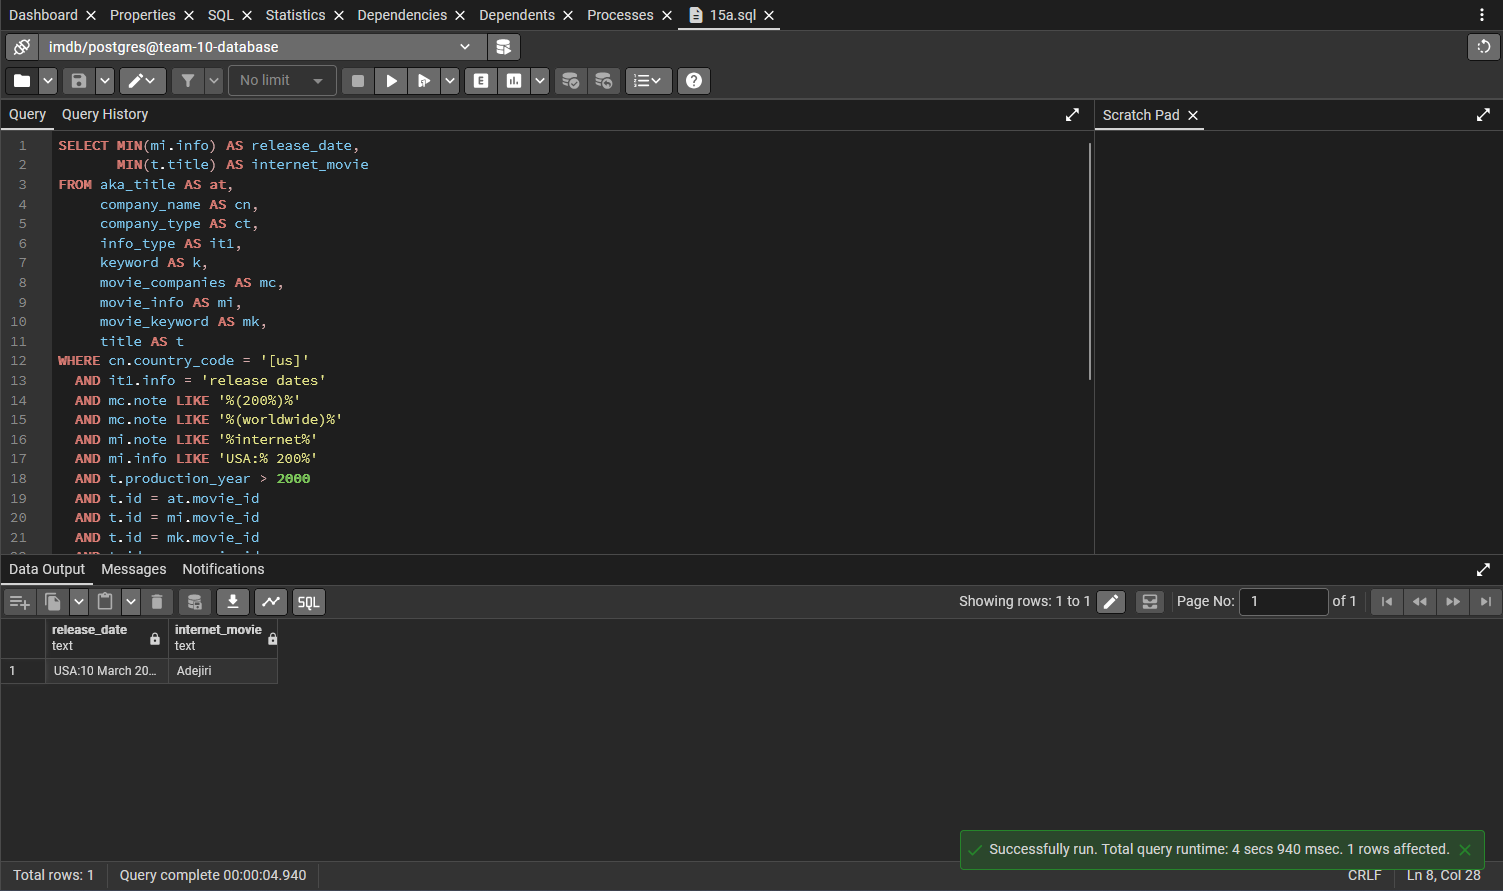 Dashboard Properties SQL Statistics Dependencies Dependents Processes 15a.sql
imdb/postgres@team-10-database
No limit E
Query Query History Scratch Pad
1 SELECT MIN(mi.info) AS release_date,
2 MIN(t.title) AS internet_movie
3 FROM aka_title AS at,
4 company_name AS cn,
5 company_type AS ct,
6 info_type AS it1,
7 keyword AS k,
8 movie_companies AS mc,
9 movie_info AS mi,
10 movie_keyword AS mk,
11 title AS t
12 WHERE cn.country_code = '[us]'
13 AND it1.info = 'release dates'
14 AND mc.note LIKE '%(200%)%'
15 AND mc.note LIKE '%(worldwide)%'
16 AND mi.note LIKE '%internet%'
17 AND mi.info LIKE 'USA:% 200%'
18 AND t.production_year > 2000
19 AND t.id = at.movie_id
20 AND t.id = mi.movie_id
21 AND t.id = mk.movie_id
Data Output Messages Notifications
SQL Showing rows: 1 to 1 Page No: 1 of 1
release_date internet_movie
text text
1 USA:10 March 20... Adejiri
Successfully run. Total query runtime: 4 secs 940 msec. 1 rows affected.
Total rows: 1 Query complete 00:00:04.940 CRLF Ln 8, Col 28